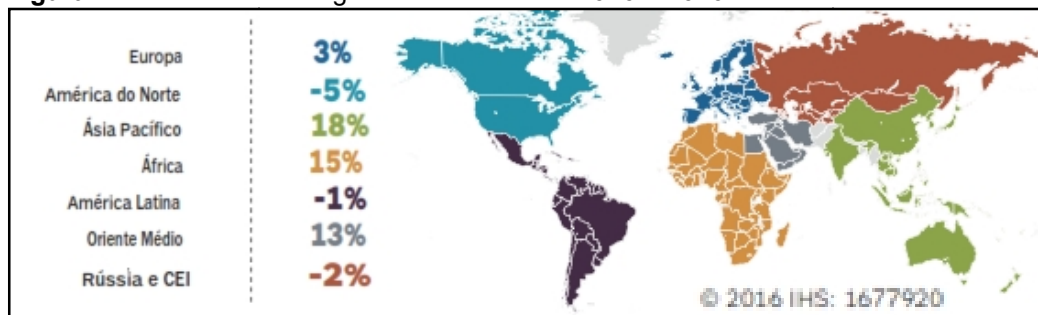 Europa 3%
América do Norte -5%
Ásia Pacífico 18%
África 15%
América Latina -1%
Oriente Médio 13%
Rússia e CEI -2%
© 2016 IHS: 1677920